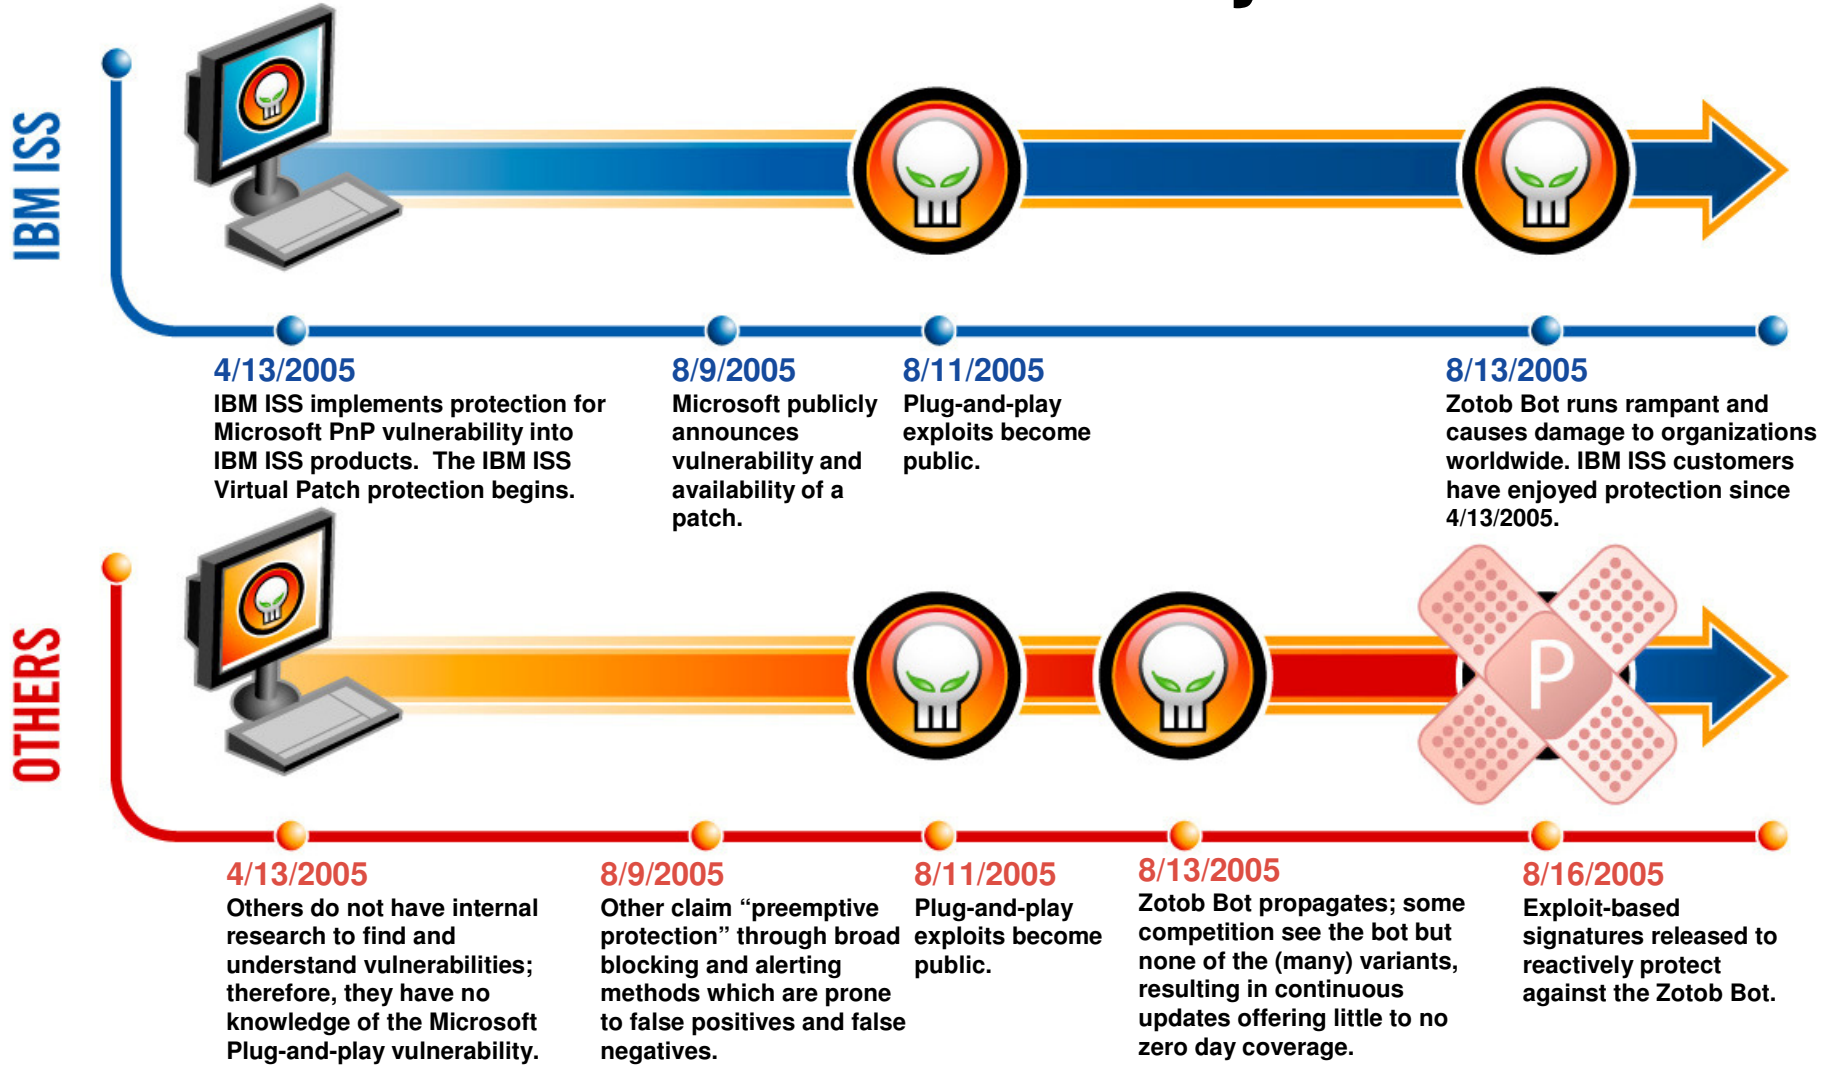 IBM ISS
4/13/2005
IBM ISS implements protection for
Microsoft PnP vulnerability into
IBM ISS products.  The IBM ISS
Virtual Patch protection begins.
8/9/2005
Microsoft publicly
announces
vulnerability and
availability of a
patch.
8/11/2005
Plug-and-play
exploits become
public.
8/13/2005
Zotob Bot runs rampant and
causes damage to organizations
worldwide. IBM ISS customers
have enjoyed protection since
4/13/2005.
OTHERS
P
4/13/2005
Others do not have internal
research to find and
understand vulnerabilities;
therefore, they have no
knowledge of the Microsoft
Plug-and-play vulnerability.
8/9/2005
Other claim “preemptive
protection” through broad
blocking and alerting
methods which are prone
to false positives and false
negatives.
8/11/2005
Plug-and-play
exploits become
public.
8/13/2005
Zotob Bot propagates; some
competition see the bot but
none of the (many) variants,
resulting in continuous
updates offering little to no
zero day coverage.
8/16/2005
Exploit-based
signatures released to
reactively protect
against the Zotob Bot.